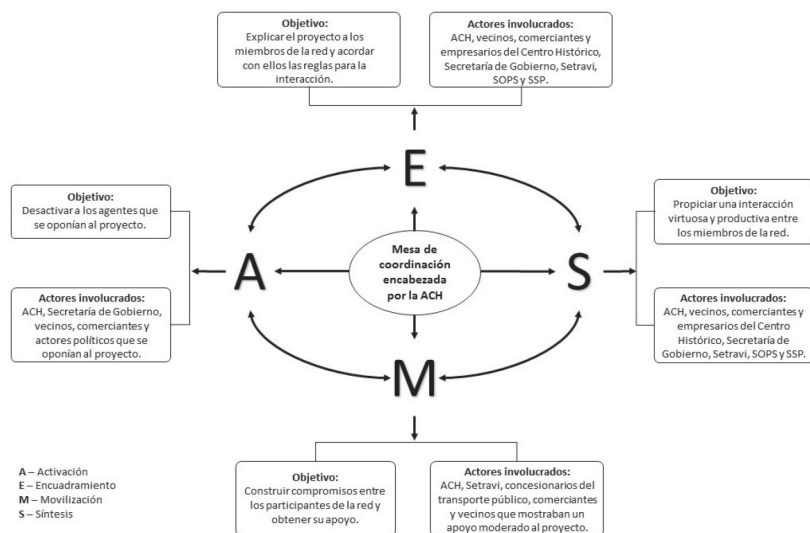 Objetivo:
Explicar el proyecto a los
miembros de la red y acordar
con ellos las reglas para la
interacción.
Actores involucrados:
ACH, vecinos, comerciantes y
empresarios del Centro Histórico,
Secretaría de Gobierno, Setravi,
SOPS y SSP.
E
Objetivo:
Desactivar a los agentes que
se oponían al proyecto.
Objetivo:
Propiciar una interacción
virtuosa y productiva entre
los miembros de la red.
A
Mesa de
coordinación
encabezada
por la ACH
S
Actores involucrados:
ACH, Secretaría de Gobierno,
vecinos, comerciantes y
actores políticos que se
oponían al proyecto.
Actores involucrados:
ACH, vecinos, comerciantes y
empresarios del Centro
Histórico, Secretaría de
Gobierno, Setravi, SOPS y SSP.
M
A – Activación
E – Encuadramiento
M – Movilización
S – Síntesis
Objetivo:
Construir compromisos entre
los participantes de la red y
obtener su apoyo.
Actores involucrados:
ACH, Setravi, concesionarios del
transporte público, comerciantes
y vecinos que mostraban un
apoyo moderado al proyecto.